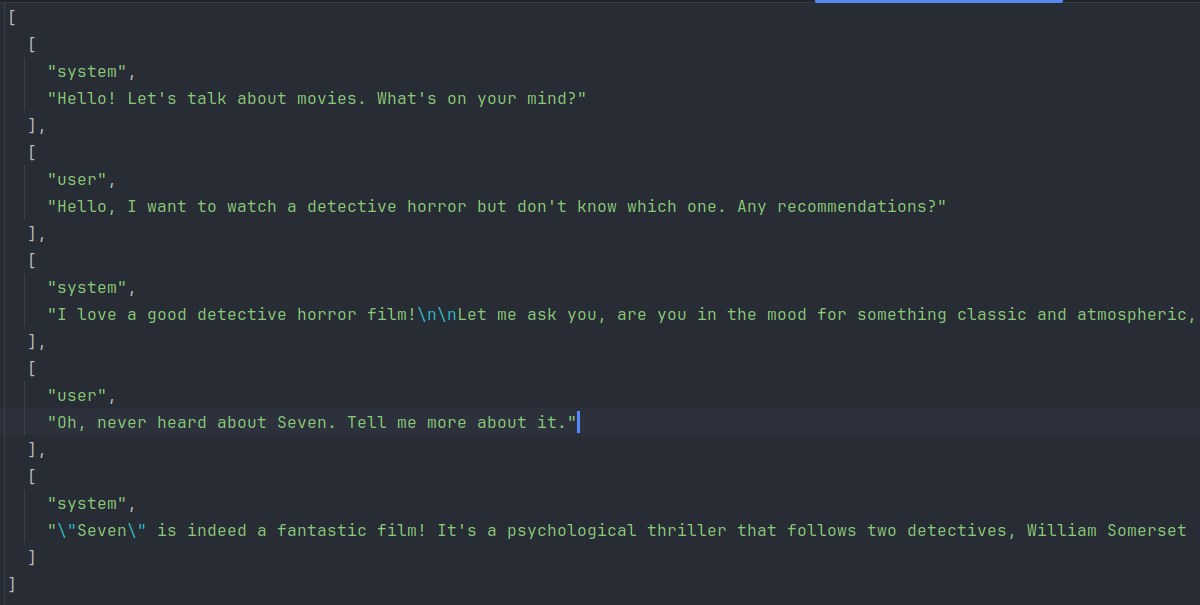 [
  [
    "system",
    "Hello! Let's talk about movies. What's on your mind?"
  ],
  [
    "user",
    "Hello, I want to watch a detective horror but don't know which one. Any recommendations?"
  ],
  [
    "system",
    "I love a good detective horror film!\n\nLet me ask you, are you in the mood for something classic and atmospheric,
  ],
  [
    "user",
    "Oh, never heard about Seven. Tell me more about it."
  ],
  [
    "system",
    "\"Seven\" is indeed a fantastic film! It's a psychological thriller that follows two detectives, William Somerset
  ]
]